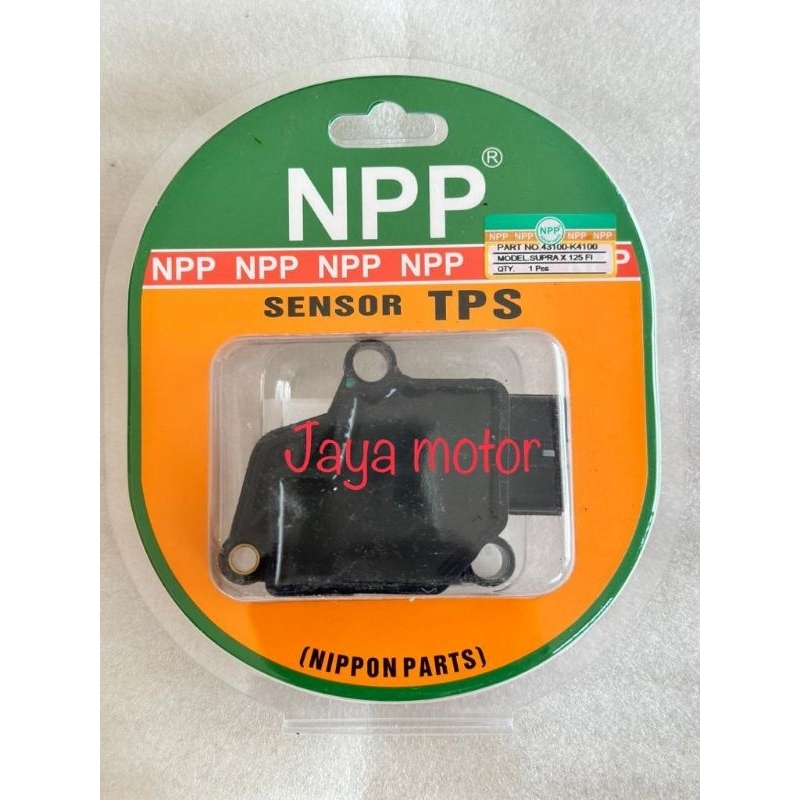 NPP®
NPP NPP NPP NPP NPP
PART NO.43100-K4100
MODEL.SUPRA X 125 FI
QTY. 1 Pcs
NPP NPP NPP NPP P
SENSOR TPS
Jaya motor
(NIPPON PARTS)